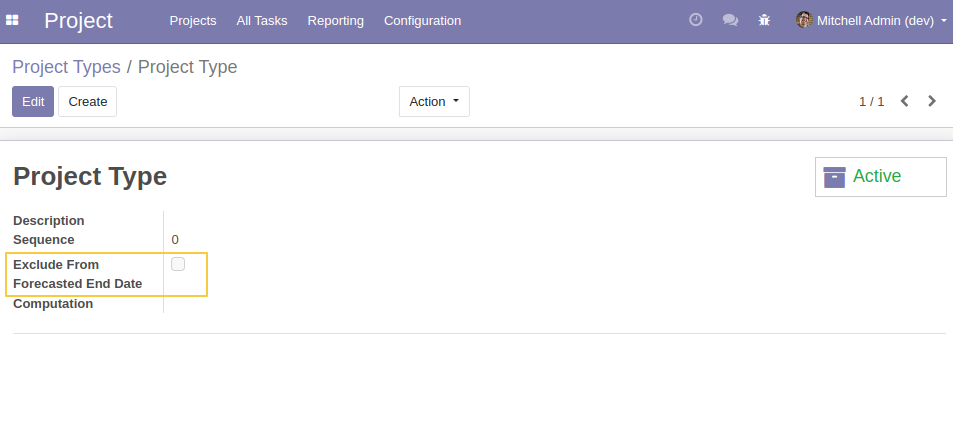 Project Projects All Tasks Reporting Configuration Mitchell Admin (dev)
Project Types / Project Type
Edit Create Action 1 / 1
Project Type Active
Description
Sequence 0
Exclude From
Forecasted End Date
Computation